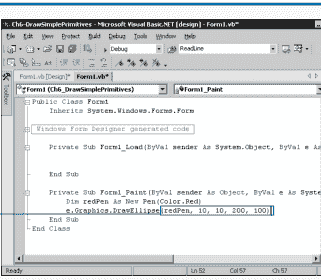 Ch6-DrawSimplePrimitives - Microsoft Visual Basic.NET [design] - Form1.vb*
File Edit View Project Build Debug Tools Window Help
Debug ReadLine
Form1.vb [Design]* Form1.vb*
Toolbox
Form1 (Ch6_DrawSimplePrimitives) Form1_Paint
Public Class Form1
Inherits System.Windows.Forms.Form
Windows Form Designer generated code
Private Sub Form1_Load(ByVal sender As System.Object, ByVal e As
End Sub
Private Sub Form1_Paint(ByVal sender As Object, ByVal e As Syste
Dim redPen As New Pen(Color.Red)
e.Graphics.DrawEllipse(redPen, 10, 10, 200, 100)
End Sub
End Class
Ready Ln 52 Col 57 Ch 57